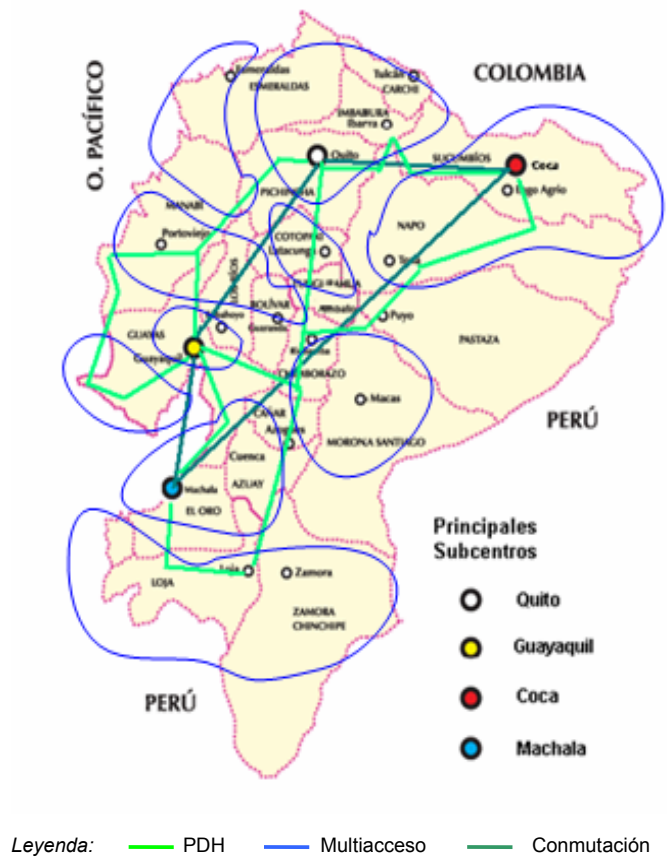 O. PACÍFICO
Esmeraldas
ESMERALDAS
Tulcán
CARCHI
COLOMBIA
IMBABURA
Ibarra
Quito
SUCUMBÍOS
Coca
Lago Agrio
PICHINCHA
MANABÍ
Portoviejo
NAPO
COTOPAXI
Latacunga
Tena
LOS RÍOS
BOLÍVAR
Guaranda
Puyo
GUAYAS
Guayaquil
PASTAZA
CHIMBORAZO
Macas
CAÑAR
Azogues
MORONA SANTIAGO
PERÚ
Cuenca
AZUAY
Machala
EL ORO
Loja
LOJA
Zamora
ZAMORA
CHINCHIPE
PERÚ
Principales
Subcentros
Quito
Guayaquil
Coca
Machala
Leyenda: PDH Multiacceso Conmutación